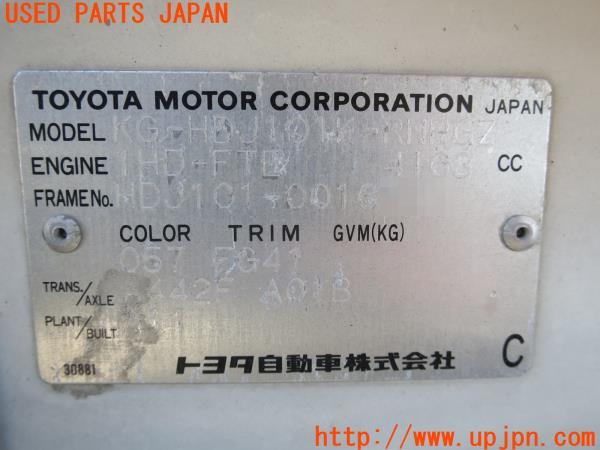 USED PARTS JAPAN
TOYOTA MOTOR CORPORATION JAPAN
MODEL KG-HDJ101K-
ENGINE 1HD-FTE 4163 CC
FRAME No. HDJ101-0016
COLOR TRIM GVM(KG)
057 FG41
TRANS./AXLE A442F A01B
PLANT/BUILT
30881 トヨタ自動車株式会社 C
http://www.upjpn.com/